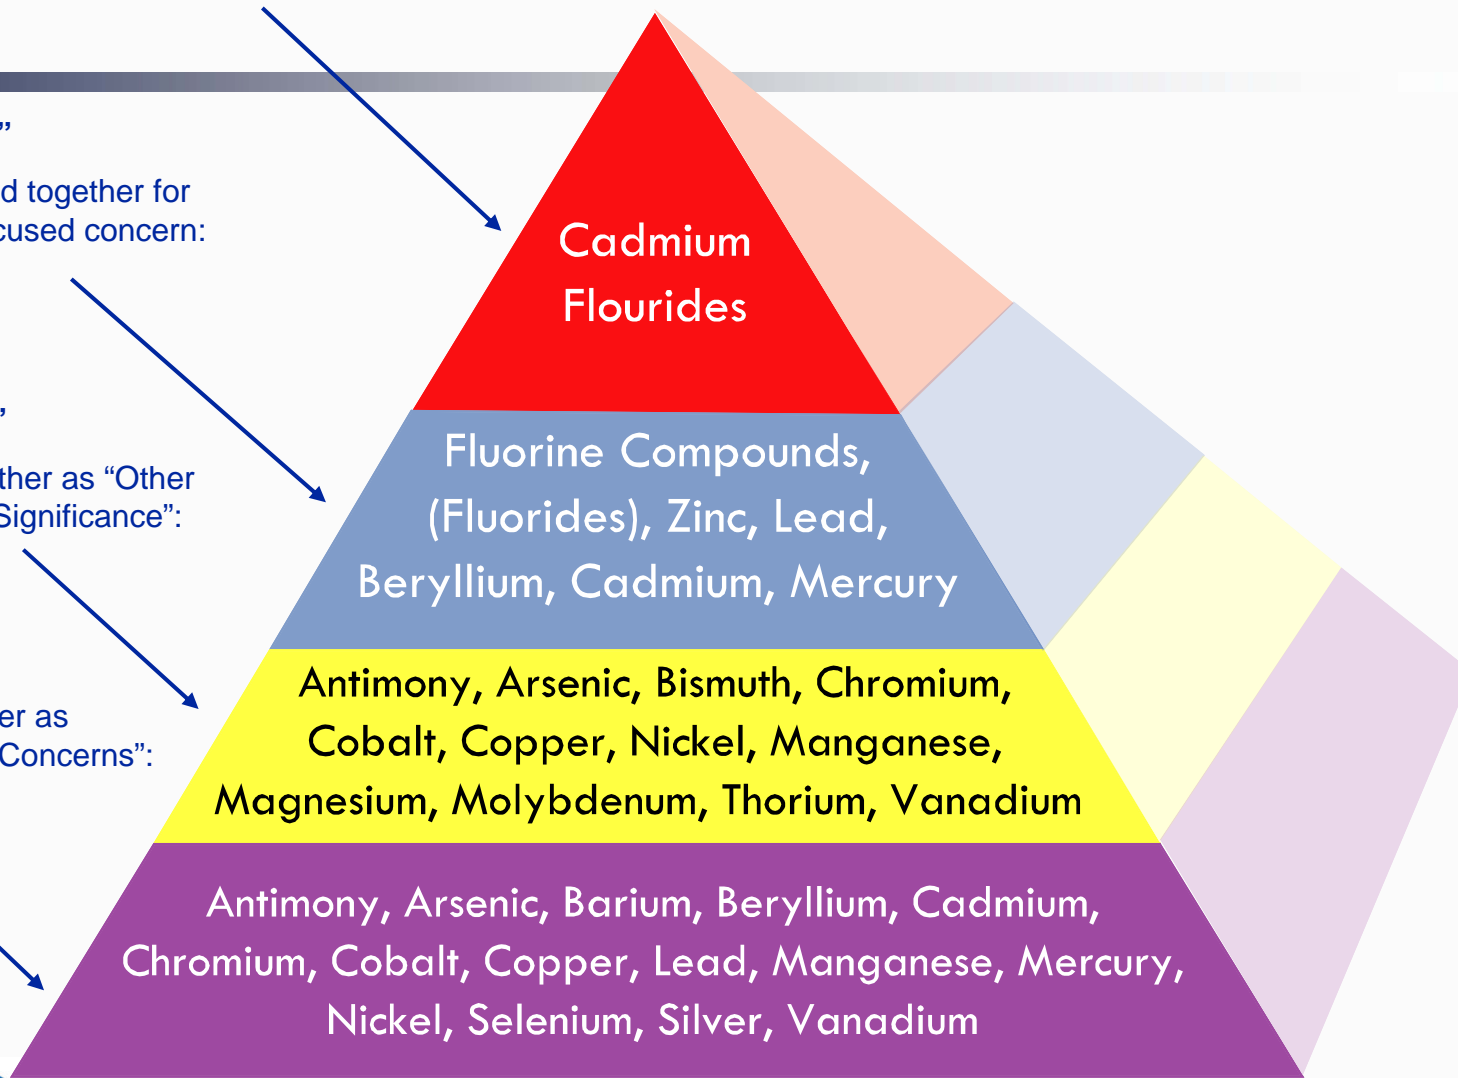 ”
d together for
cused concern:
”
ther as “Other
Significance”:
er as
Concerns”:
Cadmium
Flourides
Fluorine Compounds,
(Fluorides), Zinc, Lead,
Beryllium, Cadmium, Mercury
Antimony, Arsenic, Bismuth, Chromium,
Cobalt, Copper, Nickel, Manganese,
Magnesium, Molybdenum, Thorium, Vanadium
Antimony, Arsenic, Barium, Beryllium, Cadmium,
Chromium, Cobalt, Copper, Lead, Manganese, Mercury,
Nickel, Selenium, Silver, Vanadium